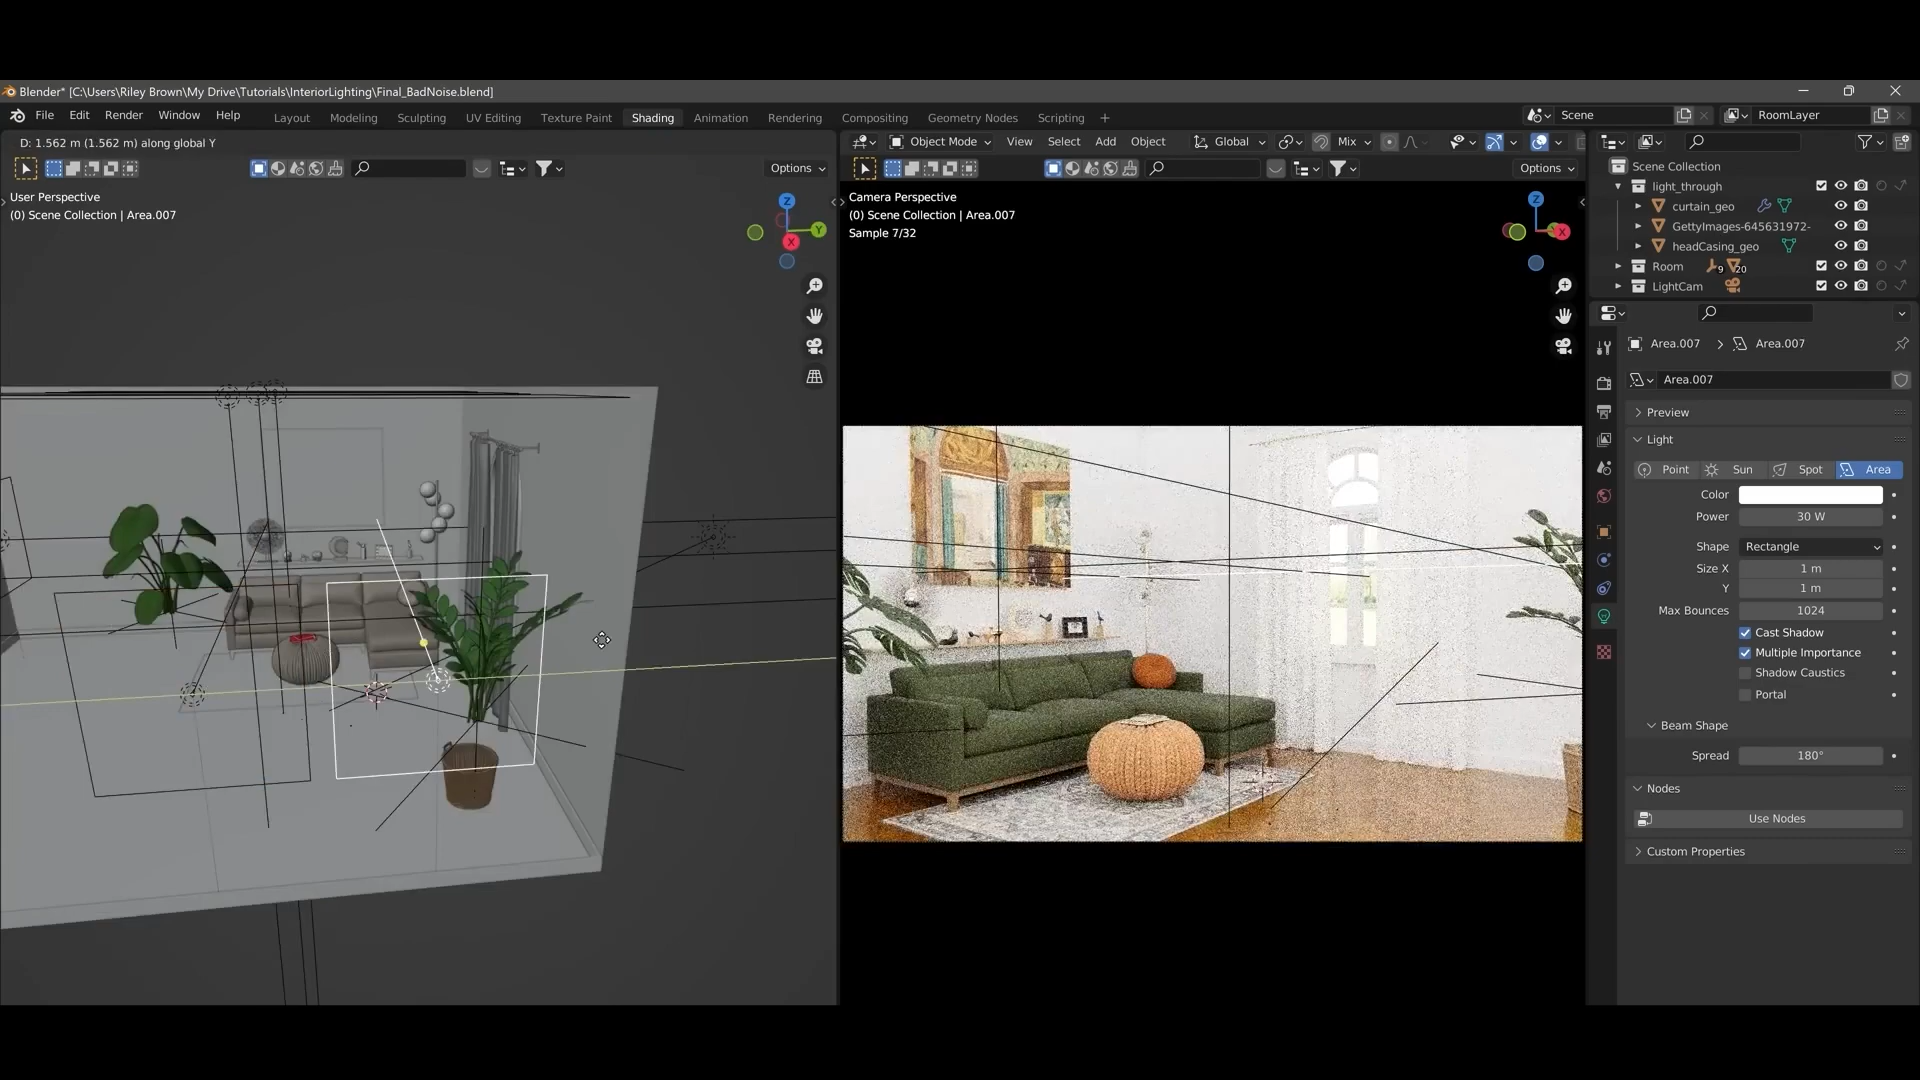 Blender* [C:\Users\Riley Brown\My Drive\Tutorials\InteriorLighting\Final_BadNoise.blend]
File Edit Render Window Help
Layout Modeling Sculpting UV Editing Texture Paint Shading Animation Rendering Compositing Geometry Nodes Scripting +
Scene
RoomLayer
D: 1.562 m (1.562 m) along global Y
Object Mode View Select Add Object Global Mix
Options
Options
User Perspective
(0) Scene Collection | Area.007
Z
Y
X
Camera Perspective
(0) Scene Collection | Area.007
Sample 7/32
Z
X
Scene Collection
light_through
curtain_geo
GettyImages-645631972-
headCasing_geo
Room 9 20
LightCam
Area.007 > Area.007
Area.007
Preview
Light
Point Sun Spot Area
Color
Power 30 W
Shape Rectangle
Size X 1 m
Y 1 m
Max Bounces 1024
Cast Shadow
Multiple Importance
Shadow Caustics
Portal
Beam Shape
Spread 180°
Nodes
Use Nodes
Custom Properties